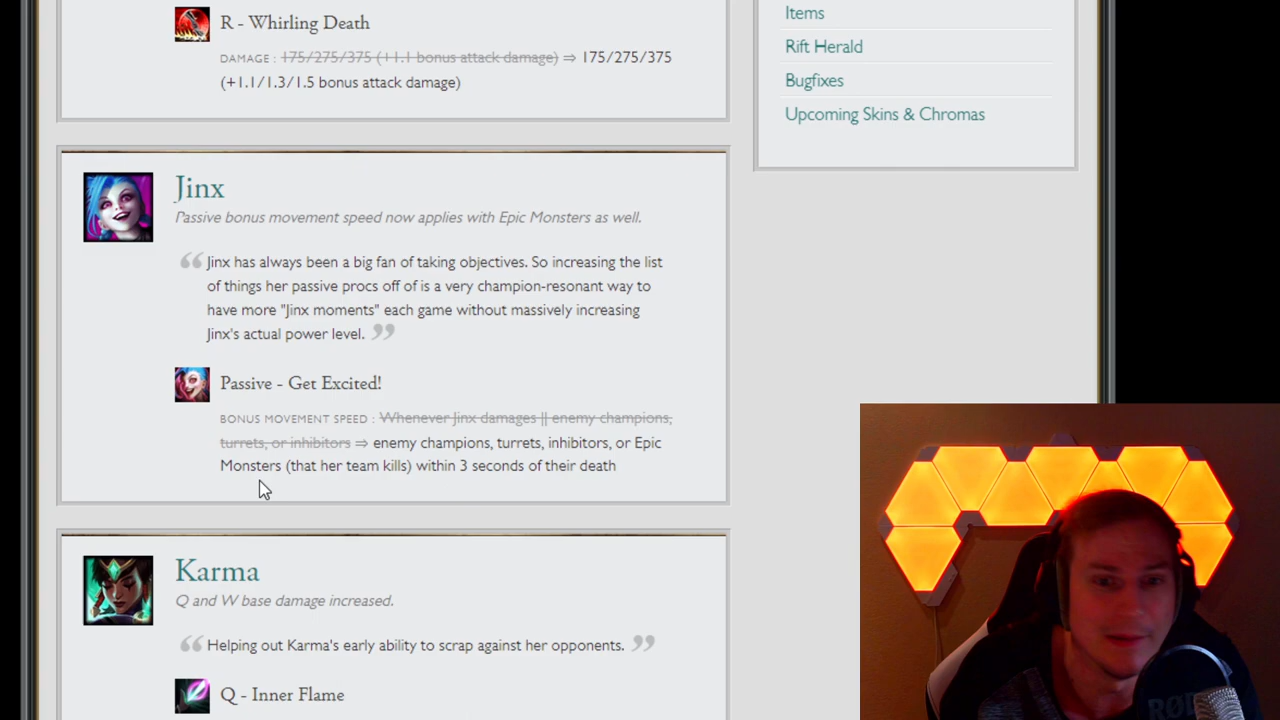 R - Whirling Death
DAMAGE : 175/275/375 (+1.1 bonus attack damage) ⇒ 175/275/375
(+1.1/1.3/1.5 bonus attack damage)
Items
Rift Herald
Bugfixes
Upcoming Skins & Chromas
Jinx
Passive bonus movement speed now applies with Epic Monsters as well.
“ Jinx has always been a big fan of taking objectives. So increasing the list
of things her passive procs off of is a very champion-resonant way to
have more "Jinx moments" each game without massively increasing
Jinx's actual power level. ”
Passive - Get Excited!
BONUS MOVEMENT SPEED : Whenever Jinx damages || enemy champions,
turrets, or inhibitors ⇒ enemy champions, turrets, inhibitors, or Epic
Monsters (that her team kills) within 3 seconds of their death
Karma
Q and W base damage increased.
“ Helping out Karma's early ability to scrap against her opponents. ”
Q - Inner Flame
RØDE